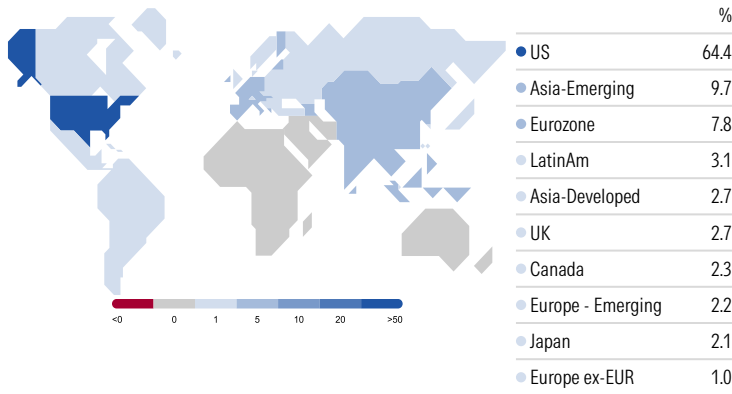 %
US 64.4
Asia-Emerging 9.7
Eurozone 7.8
LatinAm 3.1
Asia-Developed 2.7
UK 2.7
Canada 2.3
Europe - Emerging 2.2
Japan 2.1
Europe ex-EUR 1.0
<0 0 1 5 10 20 >50